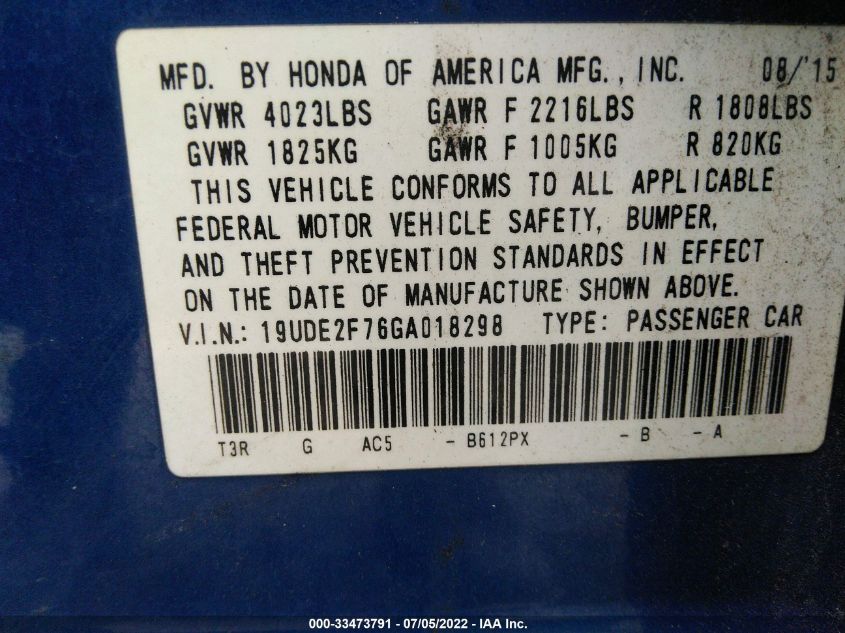 MFD. BY HONDA OF AMERICA MFG., INC. 08/'15
GVWR 4023LBS GAWR F 2216LBS R 1808LBS
GVWR 1825KG GAWR F 1005KG R 820KG
THIS VEHICLE CONFORMS TO ALL APPLICABLE
FEDERAL MOTOR VEHICLE SAFETY, BUMPER,
AND THEFT PREVENTION STANDARDS IN EFFECT
ON THE DATE OF MANUFACTURE SHOWN ABOVE.
V.I.N.: 19UDE2F76GA018298 TYPE: PASSENGER CAR
T3R G AC5 - B612PX - B - A
000-33473791 - 07/05/2022 - IAA Inc.